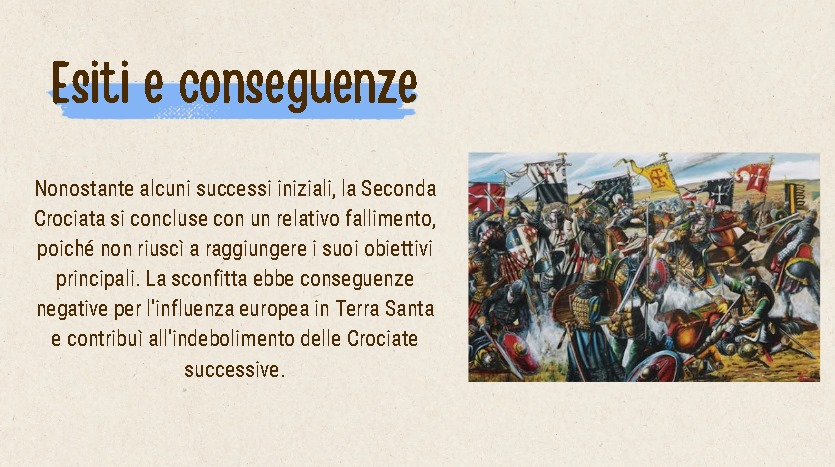 Esiti e conseguenze
Nonostante alcuni successi iniziali, la Seconda
Crociata si concluse con un relativo fallimento,
poiché non riuscì a raggiungere i suoi obiettivi
principali. La sconfitta ebbe conseguenze
negative per l'influenza europea in Terra Santa
e contribuì all'indebolimento delle Crociate
successive.